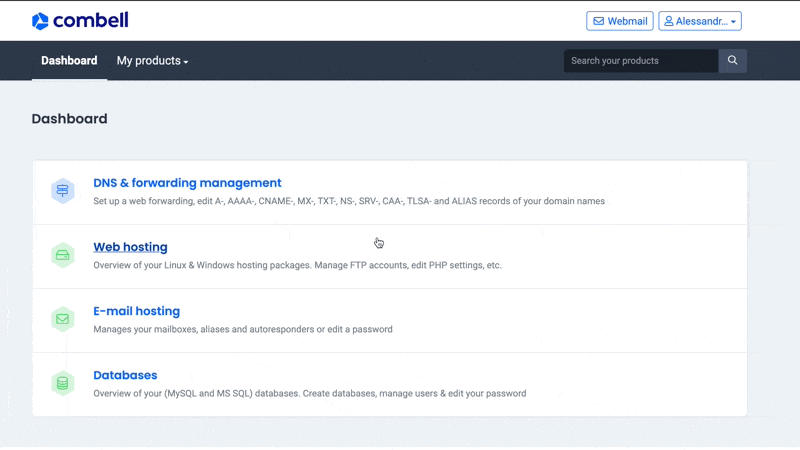 combell
Webmail
Alessandr...
Dashboard
My products
Search your products
Dashboard
DNS & forwarding management
Set up a web forwarding, edit A-, AAAA-, CNAME-, MX-, TXT-, NS-, SRV-, CAA-, TLSA- and ALIAS records of your domain names
Web hosting
Overview of your Linux & Windows hosting packages. Manage FTP accounts, edit PHP settings, etc.
E-mail hosting
Manages your mailboxes, aliases and autoresponders or edit a password
Databases
Overview of your (MySQL and MS SQL) databases. Create databases, manage users & edit your password